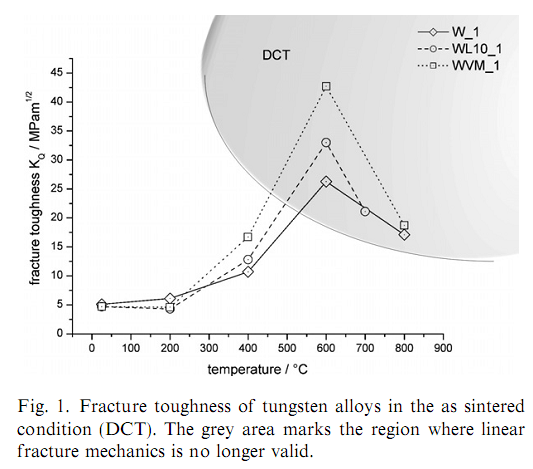 DCT
W_1
WL10_1
WVM_1
fracture toughness K_Q / MPam^1/2
45
40
35
30
25
20
15
10
5
0
0 100 200 300 400 500 600 700 800 900
temperature / °C
Fig. 1. Fracture toughness of tungsten alloys in the as sintered
condition (DCT). The grey area marks the region where linear
fracture mechanics is no longer valid.